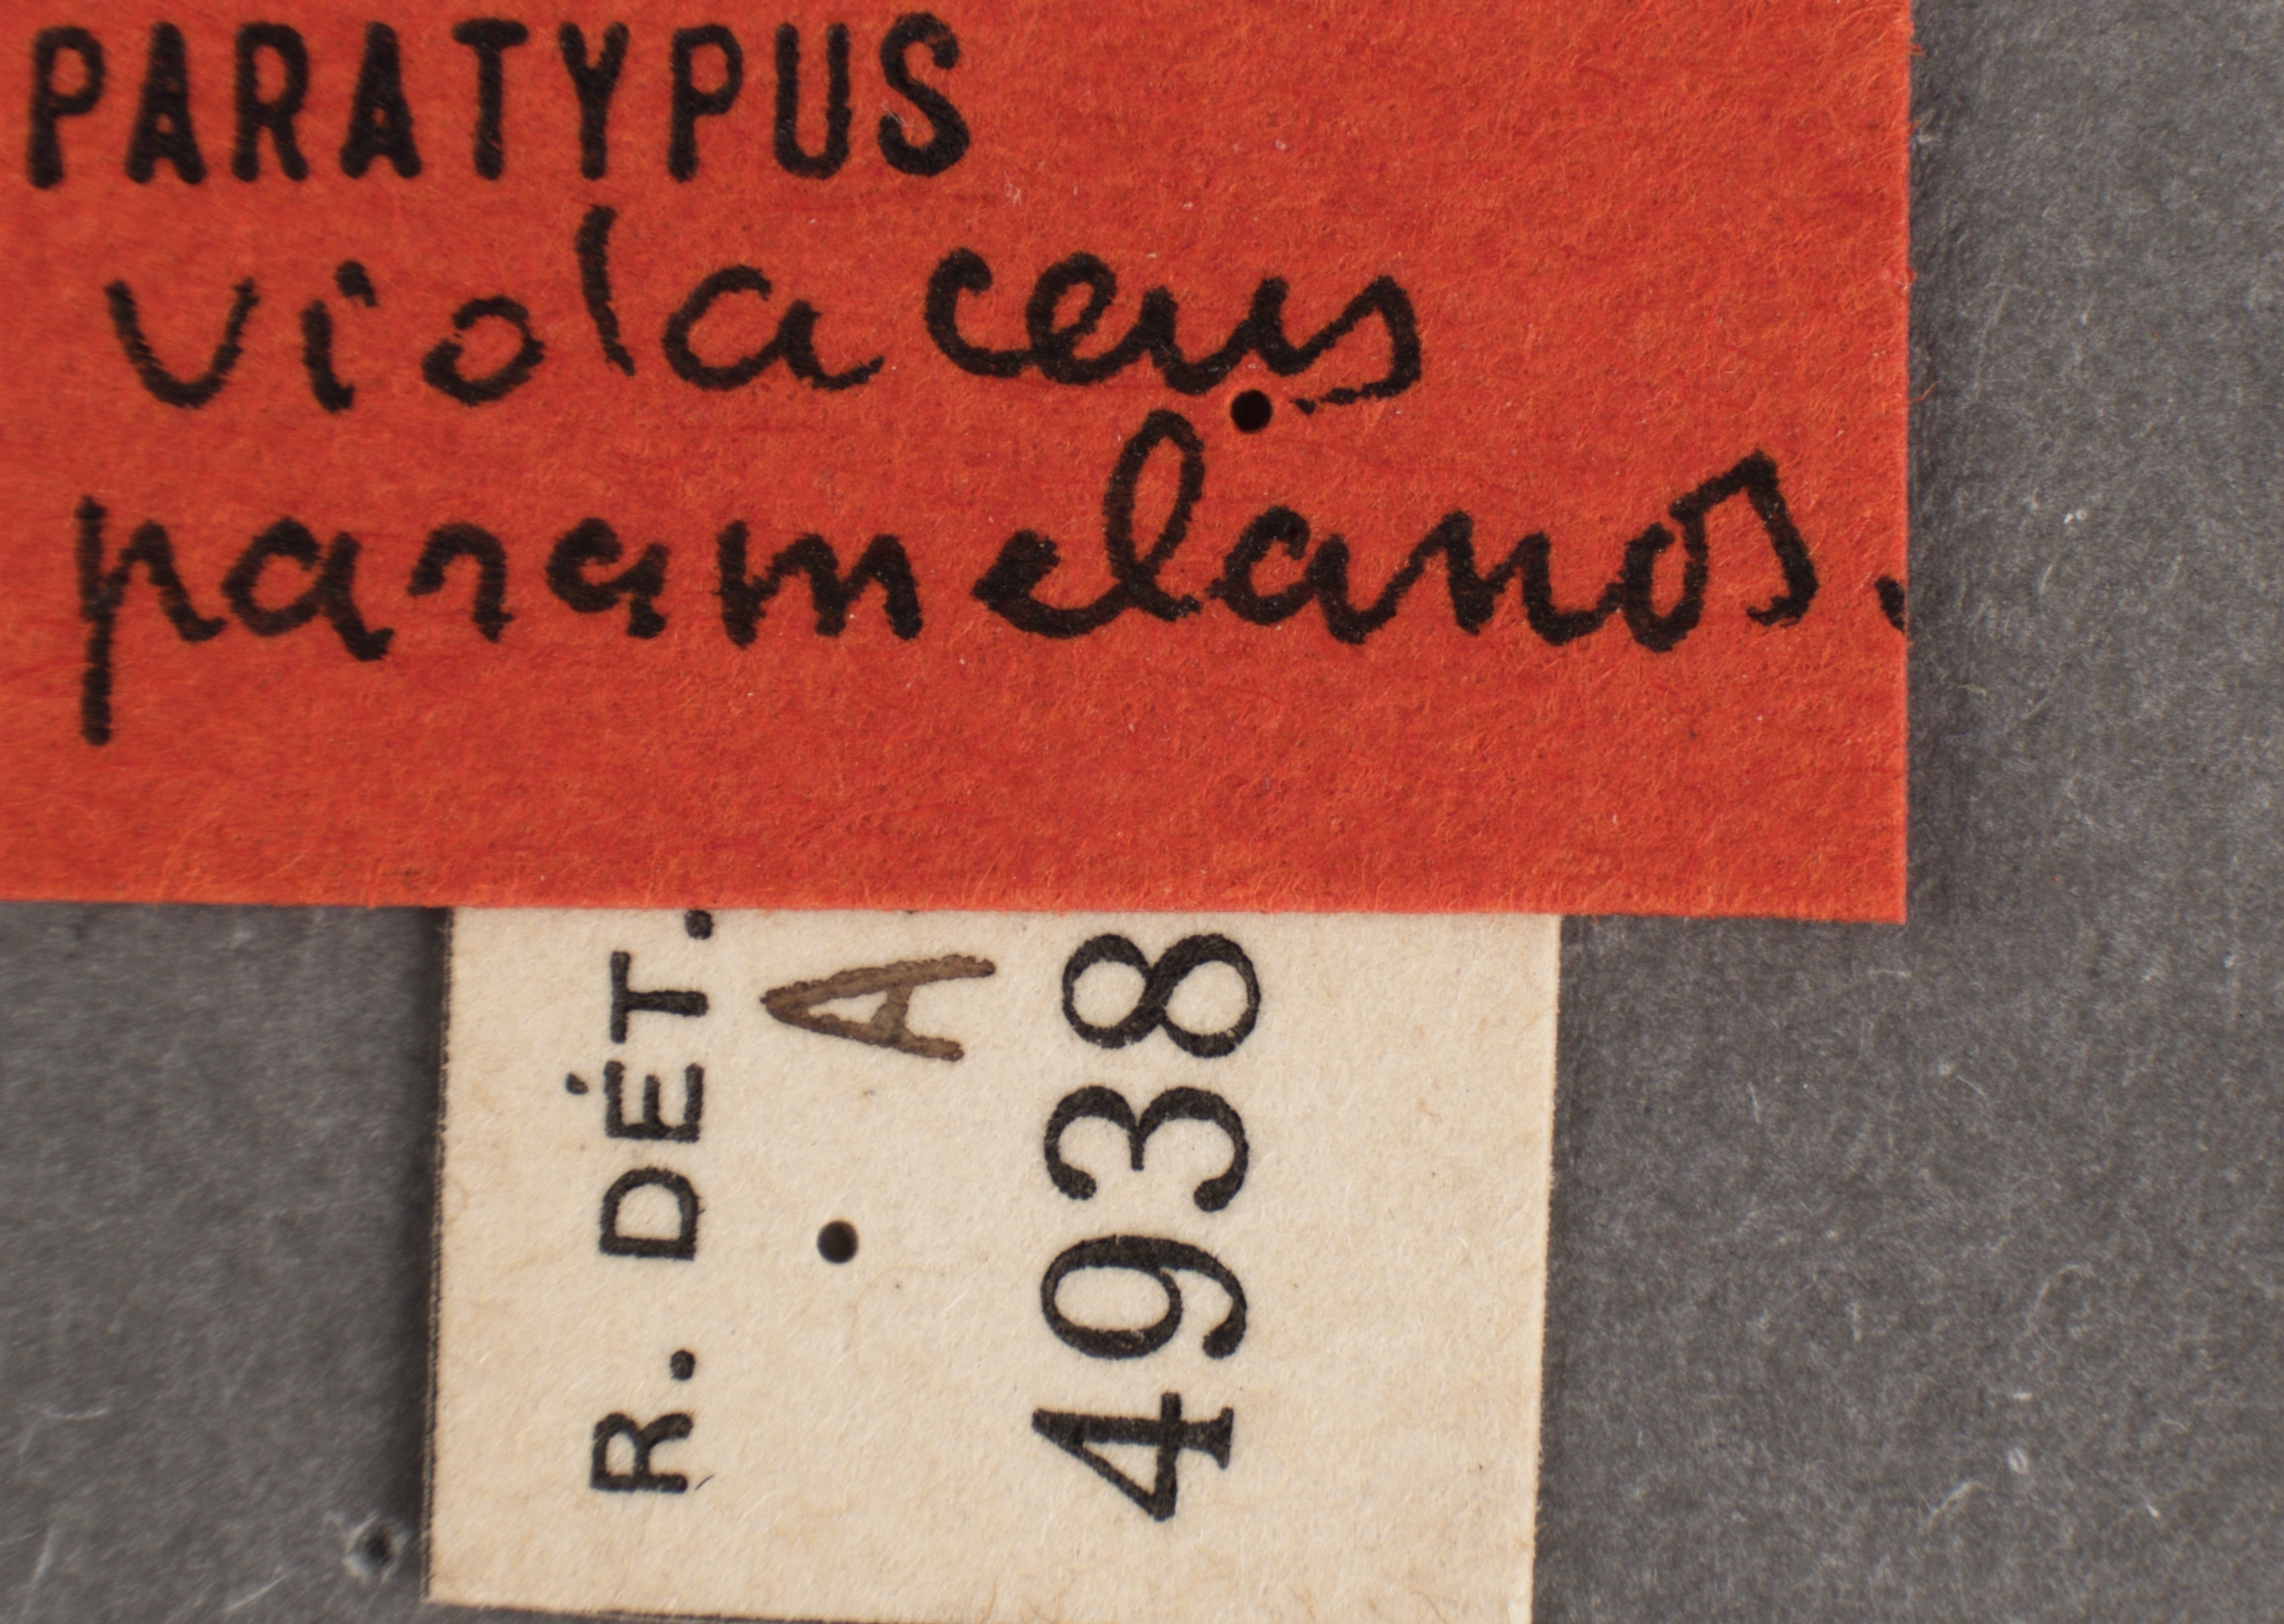 PARATYPUS
violaceus
paramelanos.
R. DÉT.
A
4938